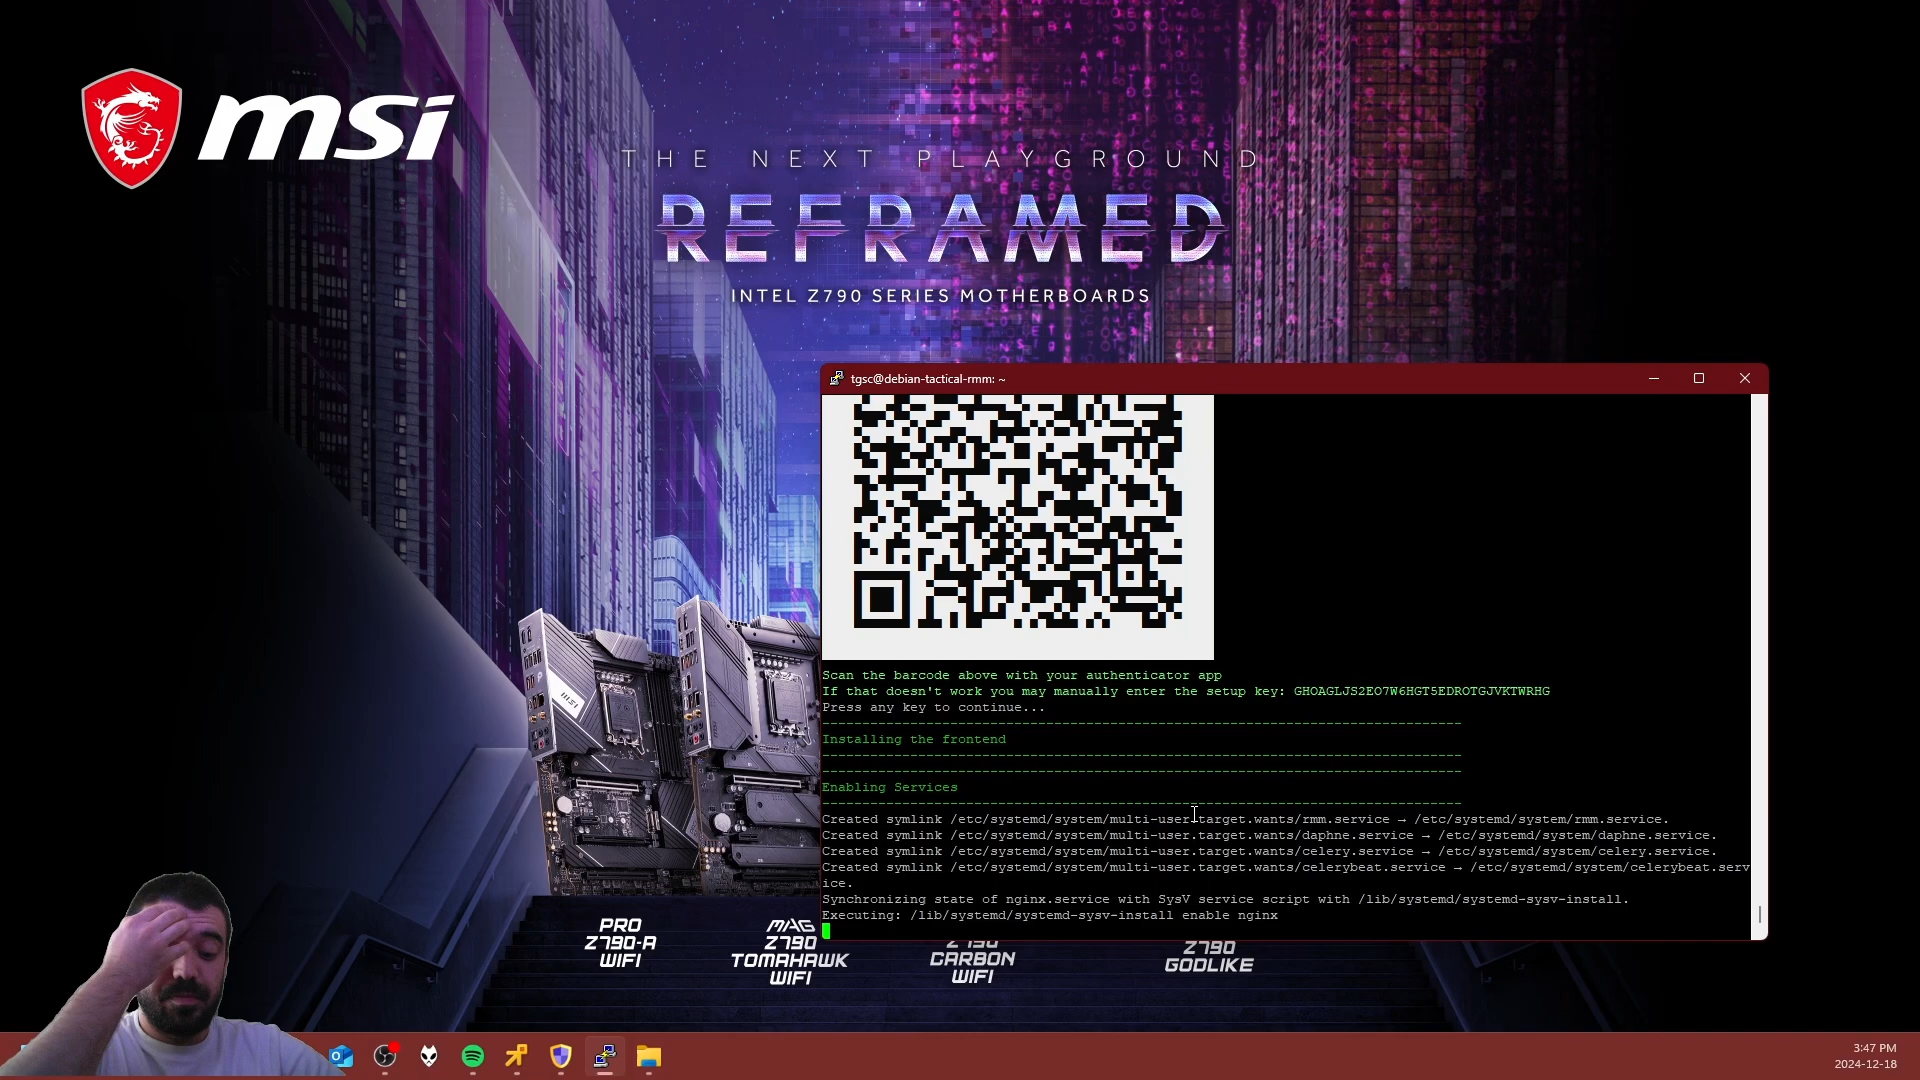 msi
THE NEXT PLAYGROUND
REFRAMED
INTEL Z790 SERIES MOTHERBOARDS
tgsc@debian-tactical-rmm: ~
Scan the barcode above with your authenticator app
If that doesn't work you may manually enter the setup key: GHOAGLJS2EO7W6HGT5EDROTGJVKTWRHG
Press any key to continue...
Installing the frontend
Enabling Services
Created symlink /etc/systemd/system/multi-user.target.wants/rmm.service → /etc/systemd/system/rmm.service.
Created symlink /etc/systemd/system/multi-user.target.wants/daphne.service → /etc/systemd/system/daphne.service.
Created symlink /etc/systemd/system/multi-user.target.wants/celery.service → /etc/systemd/system/celery.service.
Created symlink /etc/systemd/system/multi-user.target.wants/celerybeat.service → /etc/systemd/system/celerybeat.serv
ice.
Synchronizing state of nginx.service with SysV service script with /lib/systemd/systemd-sysv-install.
Executing: /lib/systemd/systemd-sysv-install enable nginx
PRO
Z790-A
WIFI
MAG
Z790
TOMAHAWK
WIFI
Z790
CARBON
WIFI
Z790
GODLIKE
3:47 PM
2024-12-18